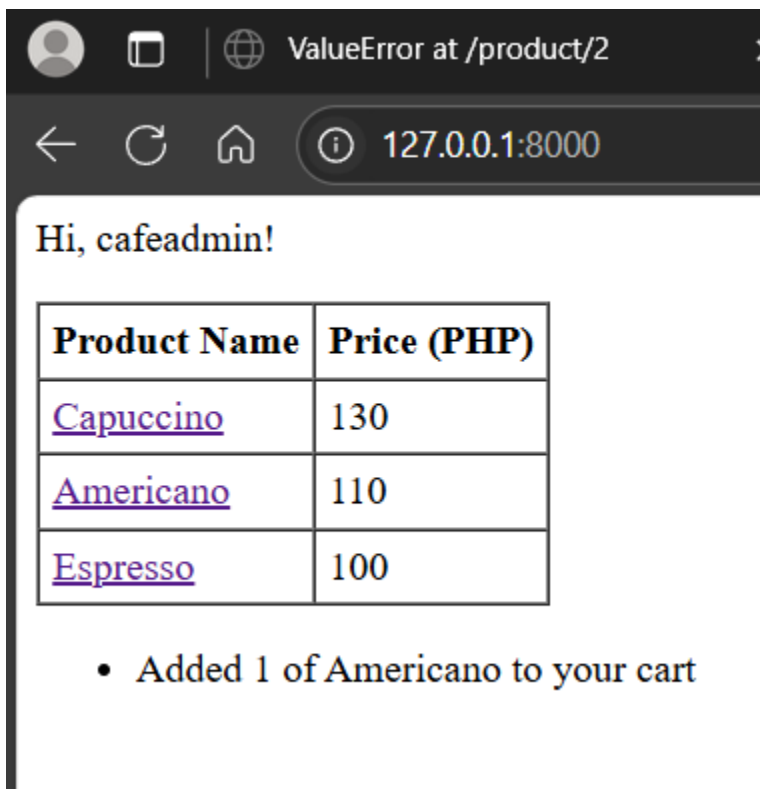 ValueError at /product/2
127.0.0.1:8000
Hi, cafeadmin!
Product Name Price (PHP)
Capuccino 130
Americano 110
Espresso 100
• Added 1 of Americano to your cart